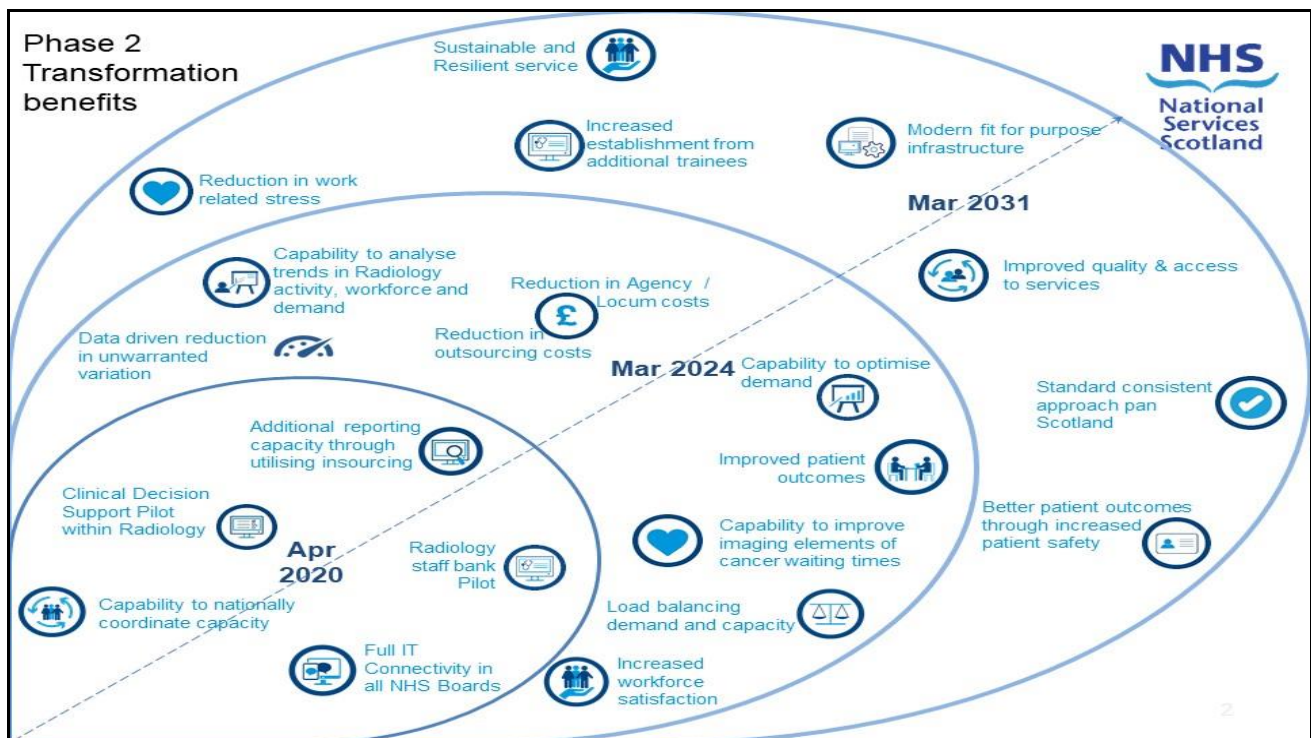 Phase 2
Transformation
benefits
Sustainable and
Resilient service
NHS
National
Services
Scotland
Increased
establishment from
additional trainees
Modern fit for purpose
infrastructure
Reduction in work
related stress
Mar 2031
Capability to analyse
trends in Radiology
activity, workforce and
demand
Reduction in Agency /
Locum costs
£
Improved quality & access
to services
Data driven reduction
in unwarranted
variation
Reduction in
outsourcing costs
Mar 2024
Capability to optimise
demand
Standard consistent
approach pan
Scotland
Additional reporting
capacity through
utilising insourcing
Improved patient
outcomes
Clinical Decision
Support Pilot
within Radiology
Apr
2020
Radiology
staff bank
Pilot
Capability to improve
imaging elements of
cancer waiting times
Better patient outcomes
through increased
patient safety
Capability to nationally
coordinate capacity
Load balancing
demand and capacity
Full IT
Connectivity in
all NHS Boards
Increased
workforce
satisfaction
2